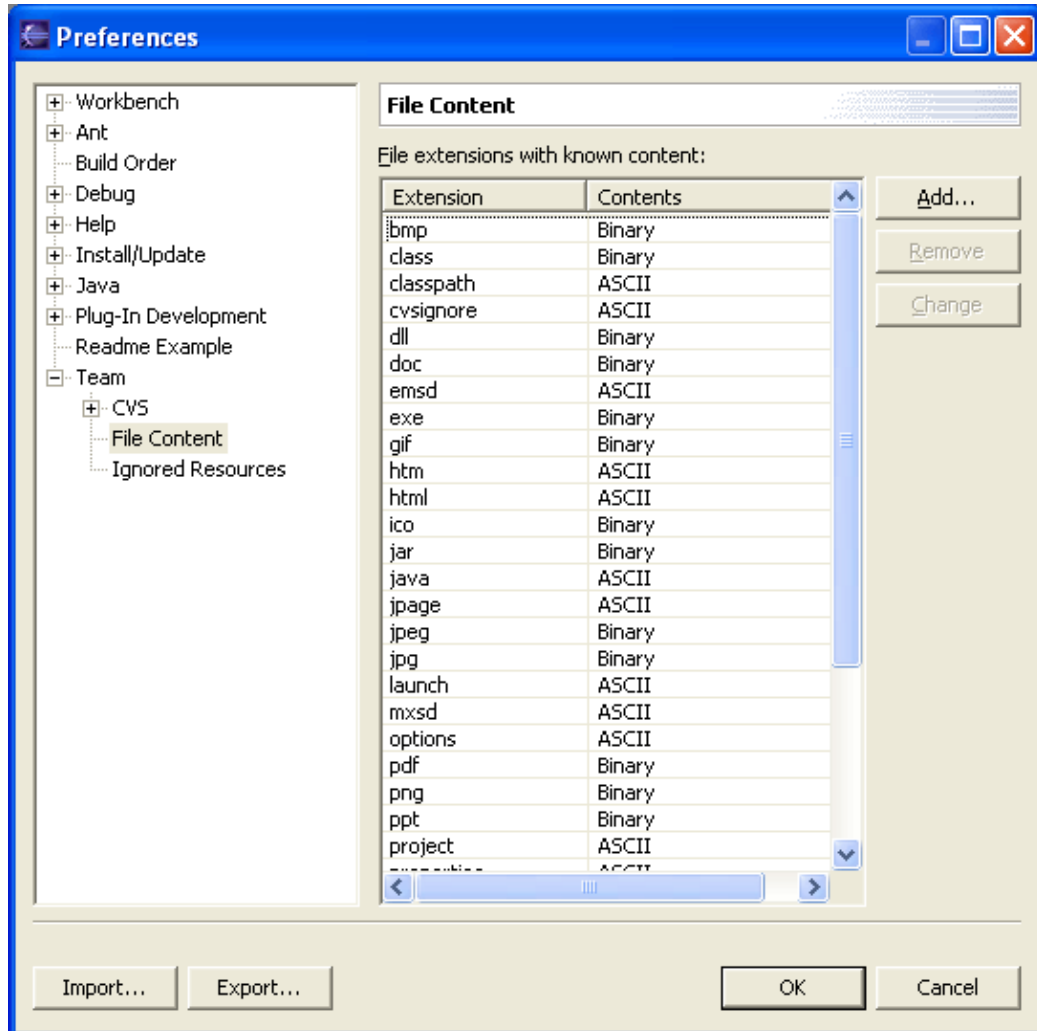 Preferences
Workbench
Ant
Build Order
Debug
Help
Install/Update
Java
Plug-In Development
Readme Example
Team
CVS
File Content
Ignored Resources
File Content
File extensions with known content:
Extension Contents
bmp Binary
class Binary
classpath ASCII
cvsignore ASCII
dll Binary
doc Binary
emsd ASCII
exe Binary
gif Binary
htm ASCII
html ASCII
ico Binary
jar Binary
java ASCII
jpage ASCII
jpeg Binary
jpg Binary
launch ASCII
mxsd ASCII
options ASCII
pdf Binary
png Binary
ppt Binary
project ASCII
properties ASCII
Add...
Remove
Change
Import... Export... OK Cancel